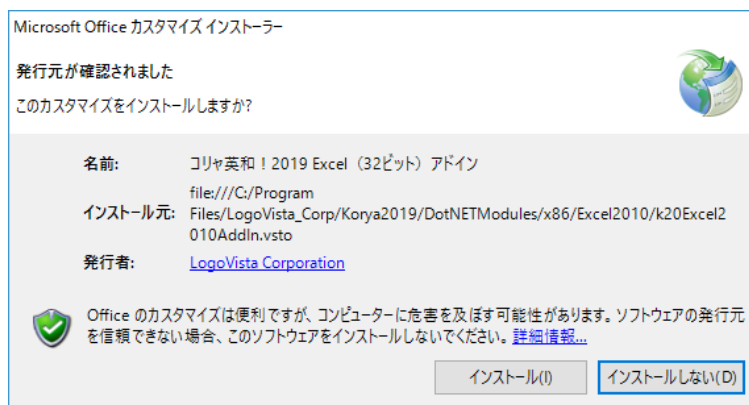 Microsoft Office カスタマイズ インストーラー
発行元が確認されました
このカスタマイズをインストールしますか?
名前: コリャ英和！2019 Excel（32ビット）アドイン
インストール元: file:///C:/Program
Files/LogoVista_Corp/Korya2019/DotNETModules/x86/Excel2010/k20Excel2
010AddIn.vsto
発行者: LogoVista Corporation
Office のカスタマイズは便利ですが、コンピューターに危害を及ぼす可能性があります。ソフトウェアの発行元
を信頼できない場合、このソフトウェアをインストールしないでください。詳細情報...
インストール(I) インストールしない(D)